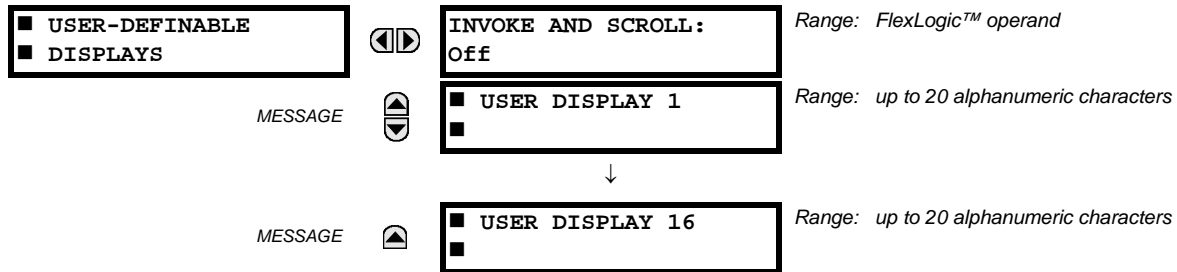 ■ USER-DEFINABLE
■ DISPLAYS
INVOKE AND SCROLL:
Off
Range: FlexLogic™ operand
MESSAGE
■ USER DISPLAY 1
■
Range: up to 20 alphanumeric characters
↓
MESSAGE
■ USER DISPLAY 16
■
Range: up to 20 alphanumeric characters